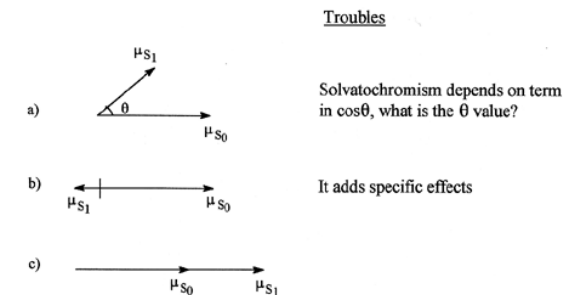 Troubles
μS1
a)
θ
μS0
Solvatochromism depends on term
in cosθ, what is the θ value?
b)
μS1
μS0
It adds specific effects
c)
μS0
μS1